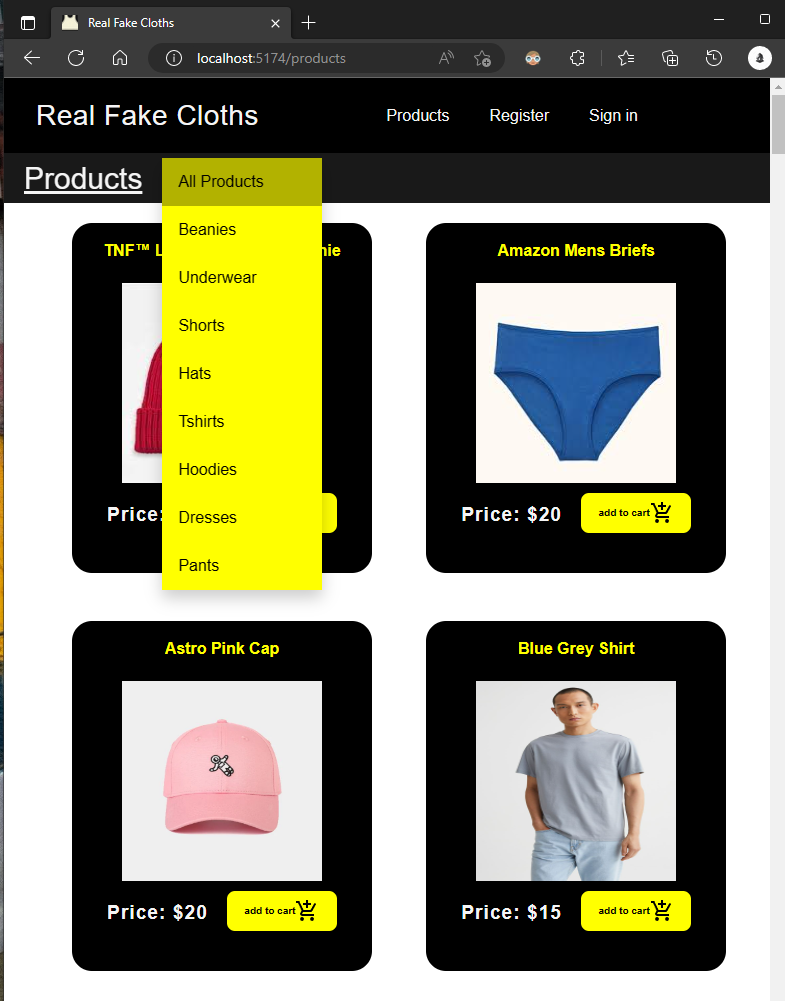 Real Fake Cloths
localhost:5174/products
Real Fake Cloths
Products Register Sign in
Products
All Products
Beanies
Underwear
Shorts
Hats
Tshirts
Hoodies
Dresses
Pants
TNF™ L nie
Price:
Amazon Mens Briefs
Price: $20 add to cart
Astro Pink Cap
Price: $20 add to cart
Blue Grey Shirt
Price: $15 add to cart